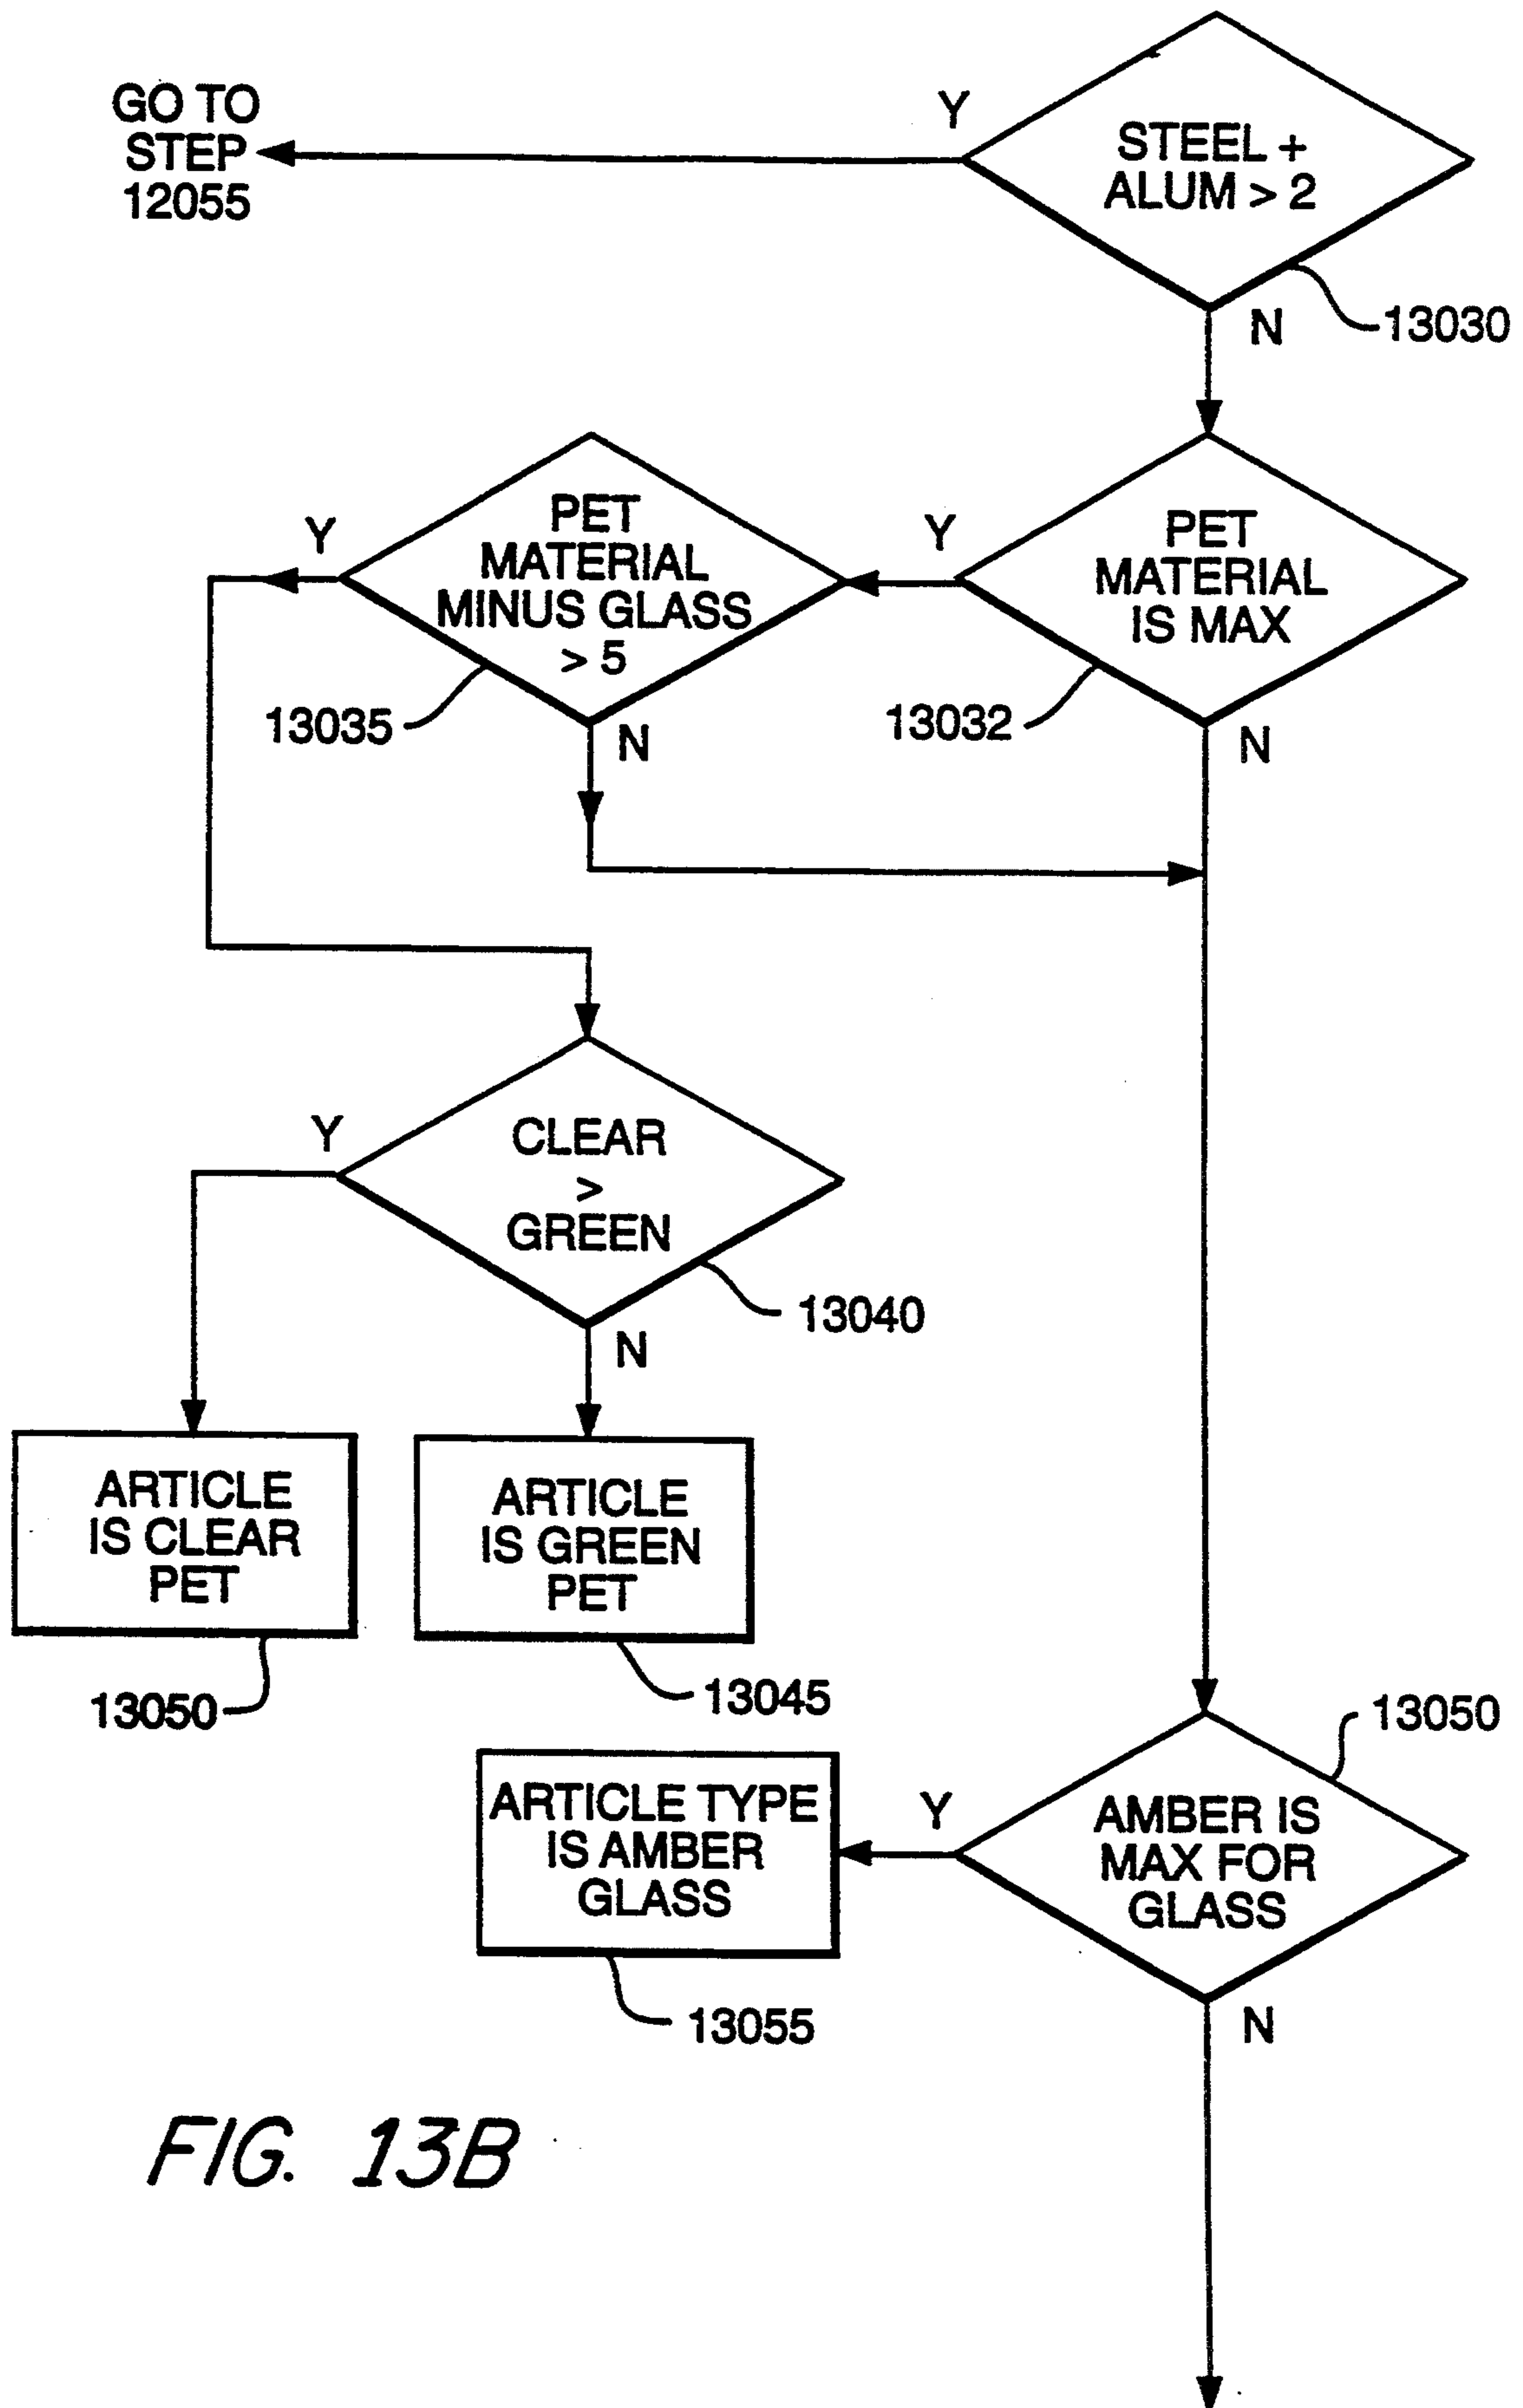 GO TO
STEP
12055
Y
STEEL +
ALUM > 2
N
13030
Y
PET
MATERIAL
MINUS GLASS
> 5
13035
N
Y
PET
MATERIAL
IS MAX
13032
N
Y
CLEAR
>
GREEN
13040
N
ARTICLE
IS CLEAR
PET
13050
ARTICLE
IS GREEN
PET
13045
13050
ARTICLE TYPE
IS AMBER
GLASS
13055
Y
AMBER IS
MAX FOR
GLASS
N
FIG. 13B